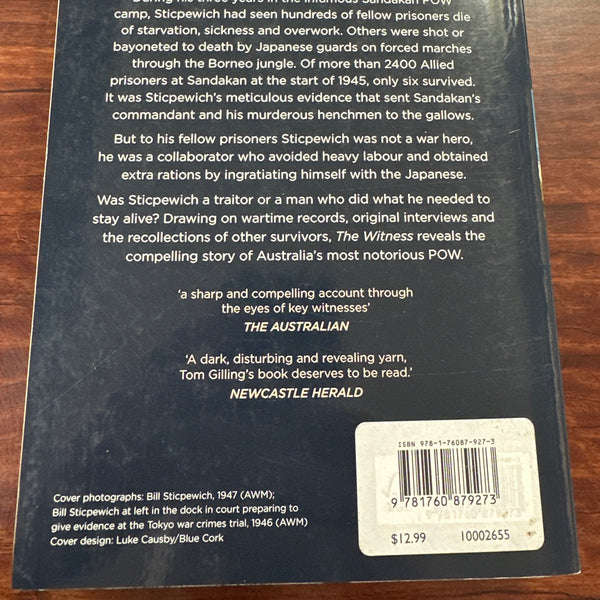 During his three years in the infamous Sandakan POW
camp, Sticpewich had seen hundreds of fellow prisoners die
of starvation, sickness and overwork. Others were shot or
bayoneted to death by Japanese guards on forced marches
through the Borneo jungle. Of more than 2400 Allied
prisoners at Sandakan at the start of 1945, only six survived.
It was Sticpewich's meticulous evidence that sent Sandakan's
commandant and his murderous henchmen to the gallows.
But to his fellow prisoners Sticpewich was not a war hero,
he was a collaborator who avoided heavy labour and obtained
extra rations by ingratiating himself with the Japanese.
Was Sticpewich a traitor or a man who did what he needed to
stay alive? Drawing on wartime records, original interviews and
the recollections of other survivors, The Witness reveals the
compelling story of Australia's most notorious POW.
'a sharp and compelling account through
the eyes of key witnesses'
THE AUSTRALIAN
'A dark, disturbing and revealing yarn,
Tom Gilling's book deserves to be read.'
NEWCASTLE HERALD
Cover photographs: Bill Sticpewich, 1947 (AWM);
Bill Sticpewich at left in the dock in court preparing to
give evidence at the Tokyo war crimes trial, 1946 (AWM)
Cover design: Luke Causby/Blue Cork
ISBN 978-1-76087-927-3
9 781760 879273
$12.99 10002655